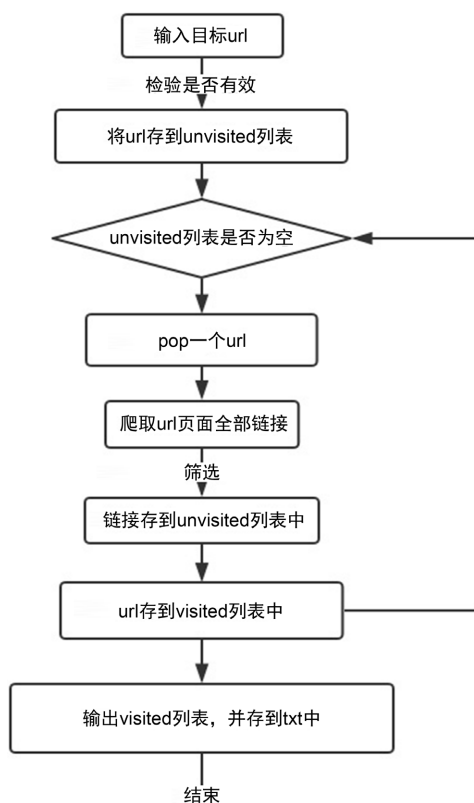 输入目标url
检验是否有效
将url存到unvisited列表
unvisited列表是否为空
pop一个url
爬取url页面全部链接
筛选
链接存到unvisited列表中
url存到visited列表中
输出visited列表，并存到txt中
结束